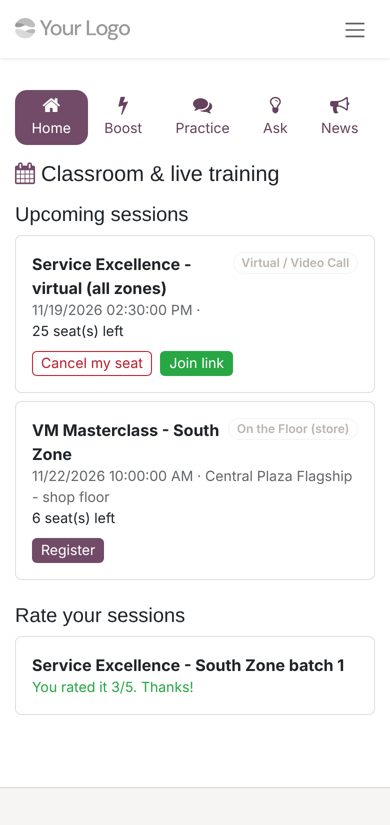 Your Logo
Home
Boost
Practice
Ask
News
Classroom & live training
Upcoming sessions
Service Excellence -
virtual (all zones)
Virtual / Video Call
11/19/2026 02:30:00 PM ·
25 seat(s) left
Cancel my seat
Join link
VM Masterclass - South
Zone
On the Floor (store)
11/22/2026 10:00:00 AM · Central Plaza Flagship
- shop floor
6 seat(s) left
Register
Rate your sessions
Service Excellence - South Zone batch 1
You rated it 3/5. Thanks!